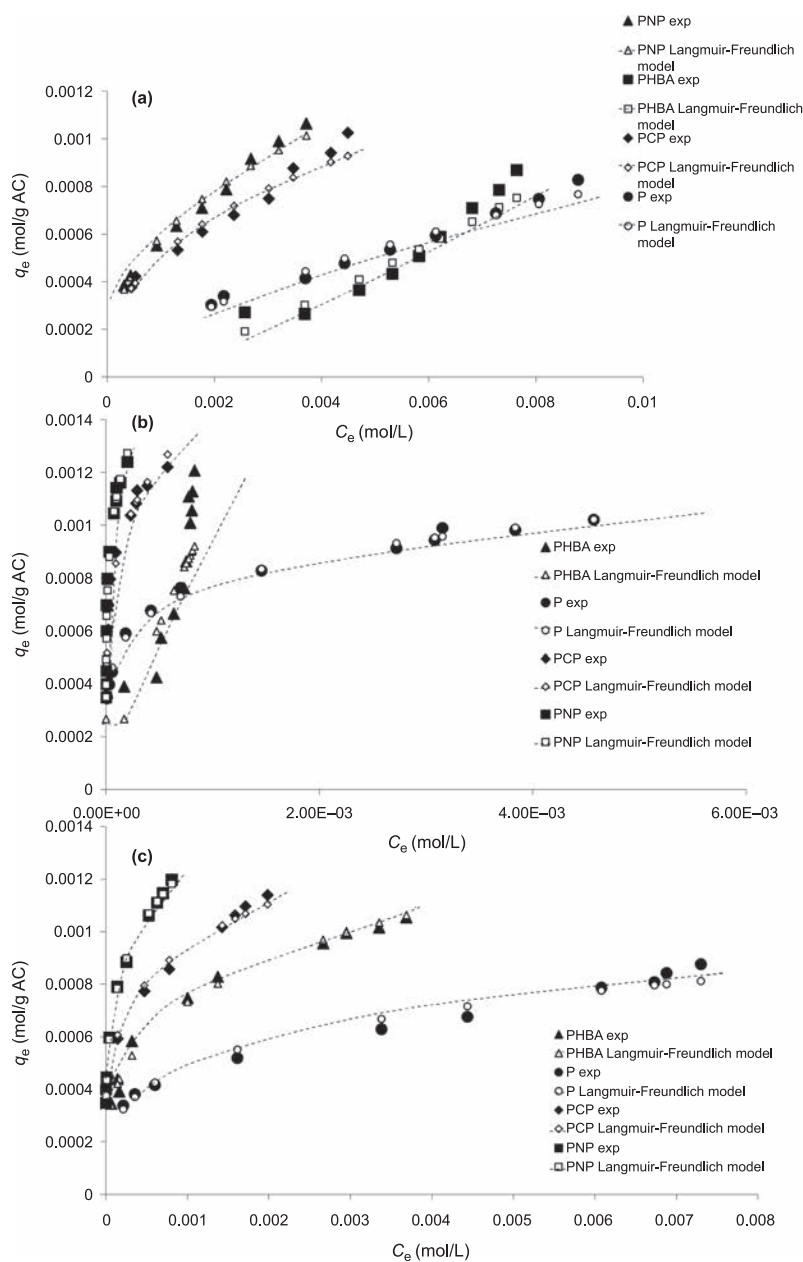 PNP exp
PNP Langmuir–Freundlich
model
PHBA exp
PHBA Langmuir–Freundlich
model
PCP exp
PCP Langmuir–Freundlich
model
P exp
P Langmuir–Freundlich
model
(a)
0.0012
0.001
0.0008
0.0006
0.0004
0.0002
0
qe (mol/g AC)
0 0.002 0.004 0.006 0.008 0.01
Ce (mol/L)
(b)
0.0014
0.0012
0.001
0.0008
0.0006
0.0004
0.0002
0
qe (mol/g AC)
PHBA exp
PHBA Langmuir–Freundlich model
P exp
P Langmuir–Freundlich model
PCP exp
PCP Langmuir–Freundlich model
PNP exp
PNP Langmuir–Freundlich model
0.00E+00 2.00E−03 4.00E−03 6.00E−03
Ce (mol/L)
(c)
0.0014
0.0012
0.001
0.0008
0.0006
0.0004
0.0002
0
qe (mol/g AC)
PHBA exp
PHBA Langmuir–Freundlich model
P exp
P Langmuir–Freundlich model
PCP exp
PCP Langmuir–Freundlich model
PNP exp
PNP Langmuir–Freundlich model
0 0.001 0.002 0.003 0.004 0.005 0.006 0.007 0.008
Ce (mol/L)